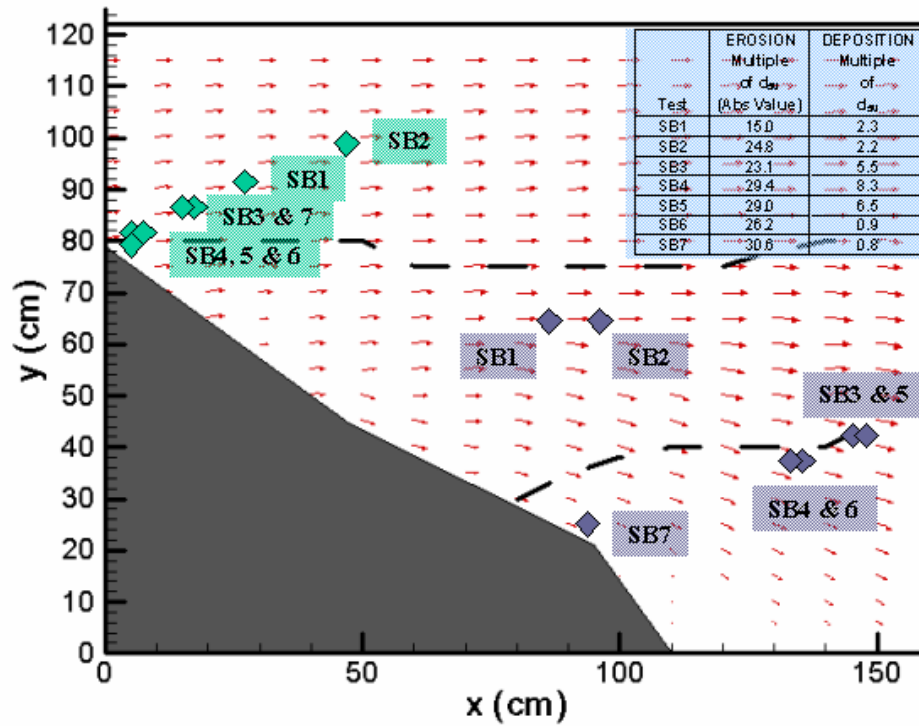 120
110
100
90
80
70
60
50
40
30
20
10
0
y (cm)
0
50
100
150
x (cm)
SB2
SB1
SB3 & 7
SB4, 5 & 6
SB1
SB2
SB3 & 5
SB4 & 6
SB7
EROSION DEPOSITION
Multiple Multiple
of of
Test (Abs Value)
SB1 15.0 2.3
SB2 24.8 2.2
SB3 23.1 5.5
SB4 29.4 8.3
SB5 29.0 6.5
SB6 26.2 0.9
SB7 30.6 0.8